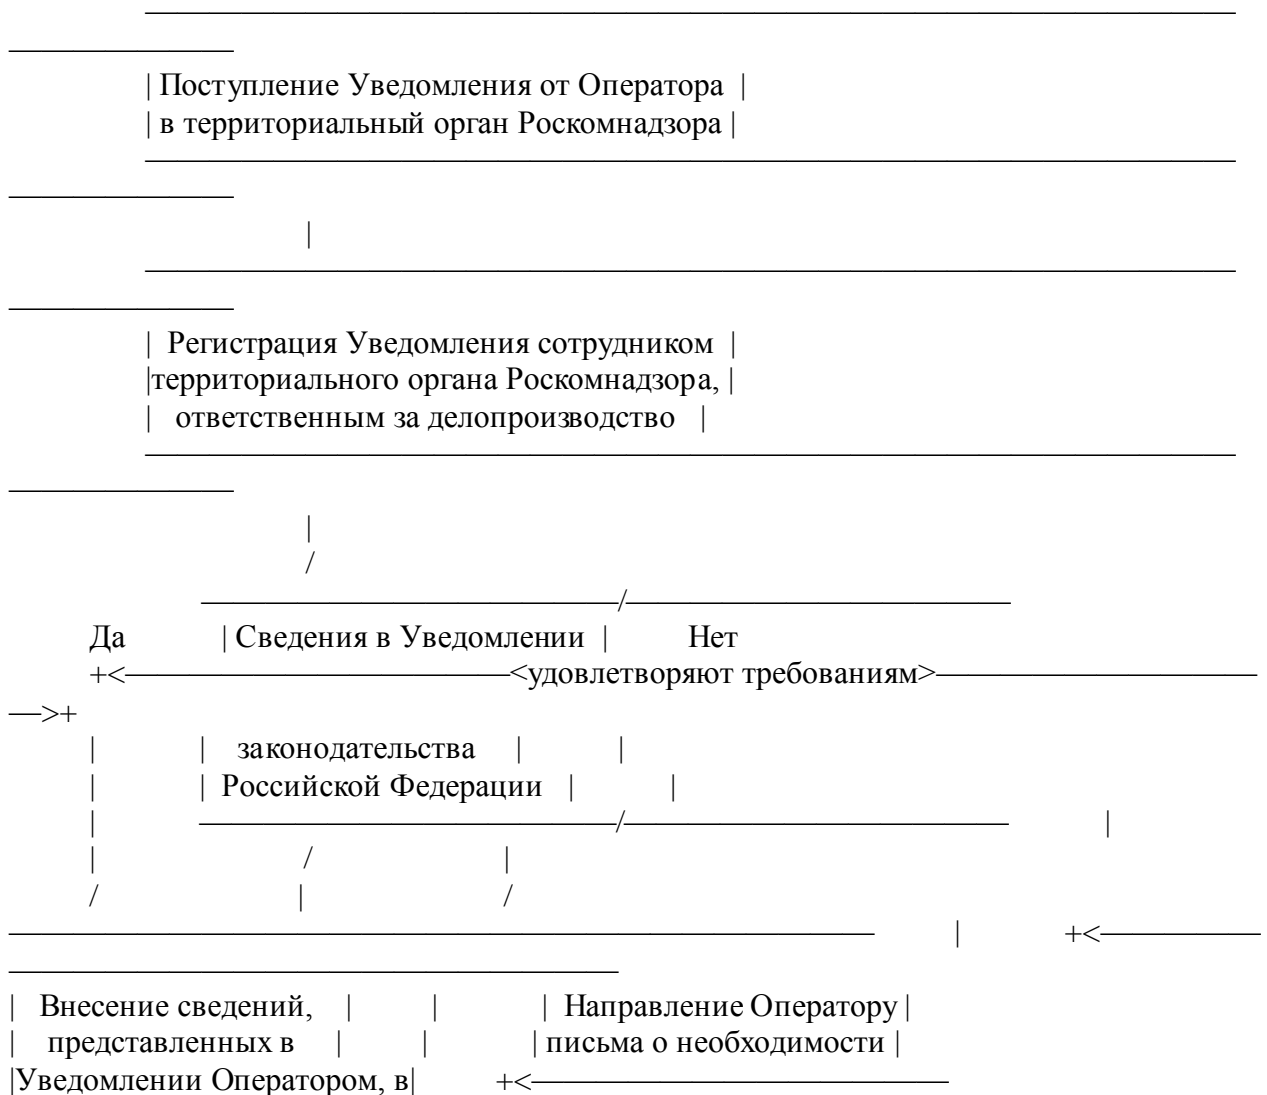 | Поступление Уведомления от Оператора |
| в территориальный орган Роскомнадзора |
|
| Регистрация Уведомления сотрудником |
|территориального органа Роскомнадзора, |
| ответственным за делопроизводство |
|
/
————————————/————————————
Да | Сведения в Уведомлении | Нет
+<————————————<удовлетворяют требованиям>——————————
—>+
| | законодательства | |
| | Российской Федерации | |
| ————————————/———————————— |
| / |
/ | /
——————————————————————————— | +<—————
| Внесение сведений, | | | Направление Оператору |
| представленных в | | | письма о необходимости |
|Уведомлении Оператором, в| +<—————————————